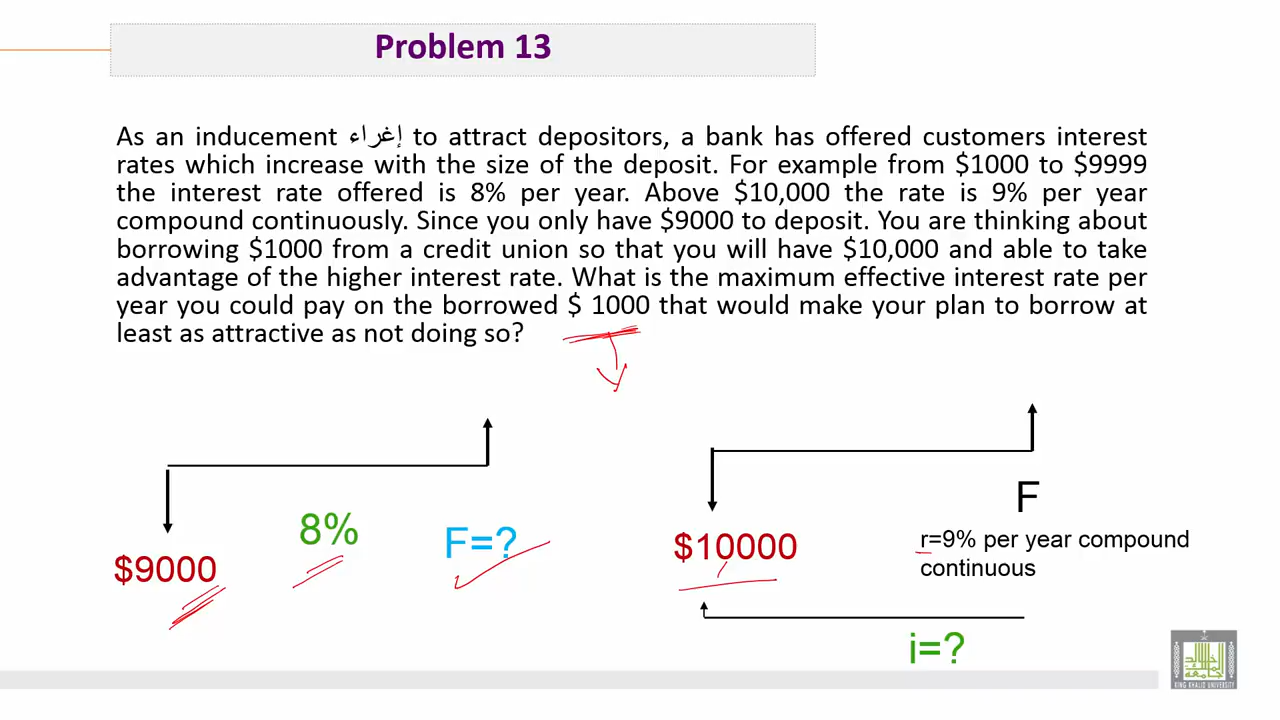 Problem 13
As an inducement إغراء to attract depositors, a bank has offered customers interest
rates which increase with the size of the deposit. For example from $1000 to $9999
the interest rate offered is 8% per year. Above $10,000 the rate is 9% per year
compound continuously. Since you only have $9000 to deposit. You are thinking about
borrowing $1000 from a credit union so that you will have $10,000 and able to take
advantage of the higher interest rate. What is the maximum effective interest rate per
year you could pay on the borrowed $ 1000 that would make your plan to borrow at
least as attractive as not doing so?
$9000
8%
F=?
$10000
F
r=9% per year compound
continuous
i=?
KING KHALID UNIVERSITY